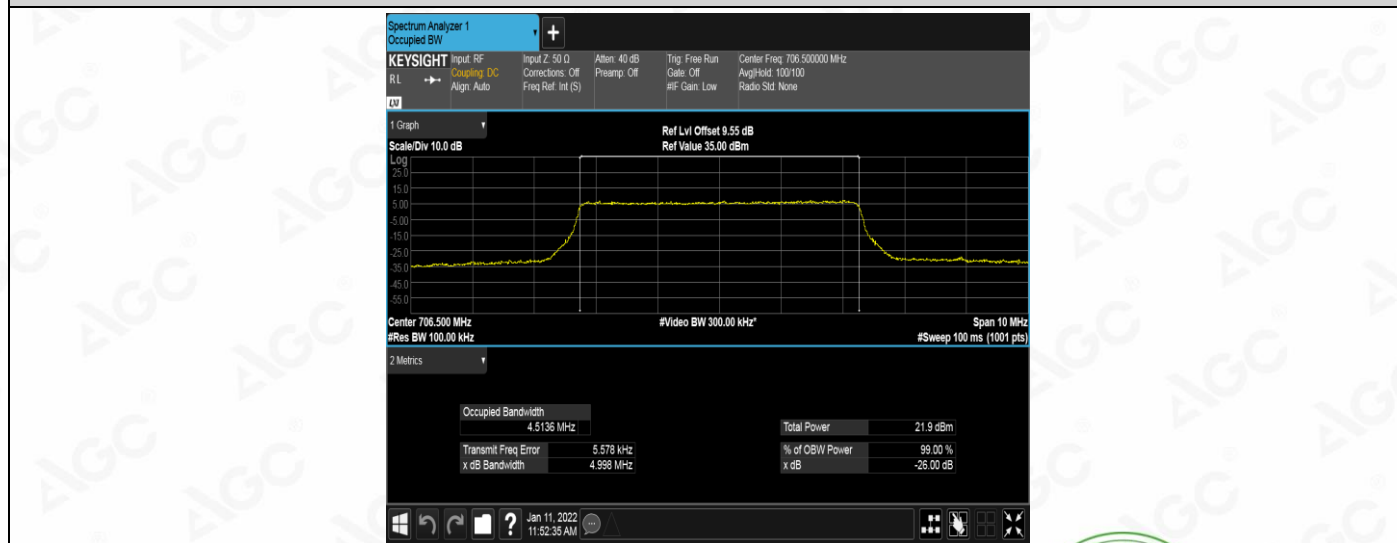 Spectrum Analyzer 1
Occupied BW
+
KEYSIGHT Input: RF Input Z: 50 Ω Atten: 40 dB Trig: Free Run Center Freq: 706.500000 MHz
RL Coupling: DC Corrections: Off Preamp: Off Gate: Off Avg|Hold: 100/100
Align: Auto Freq Ref: Int (S) #IF Gain: Low Radio Std: None
LXI
1 Graph
Ref Lvl Offset 9.55 dB
Scale/Div 10.0 dB Ref Value 35.00 dBm
Log
25.0
15.0
5.00
-5.00
-15.0
-25.0
-35.0
-45.0
-55.0
Center 706.500 MHz #Video BW 300.00 kHz* Span 10 MHz
#Res BW 100.00 kHz #Sweep 100 ms (1001 pts)
2 Metrics
Occupied Bandwidth
4.5136 MHz Total Power 21.9 dBm
Transmit Freq Error 5.578 kHz % of OBW Power 99.00 %
x dB Bandwidth 4.998 MHz x dB -26.00 dB
? Jan 11, 2022
11:52:35 AM
AGC